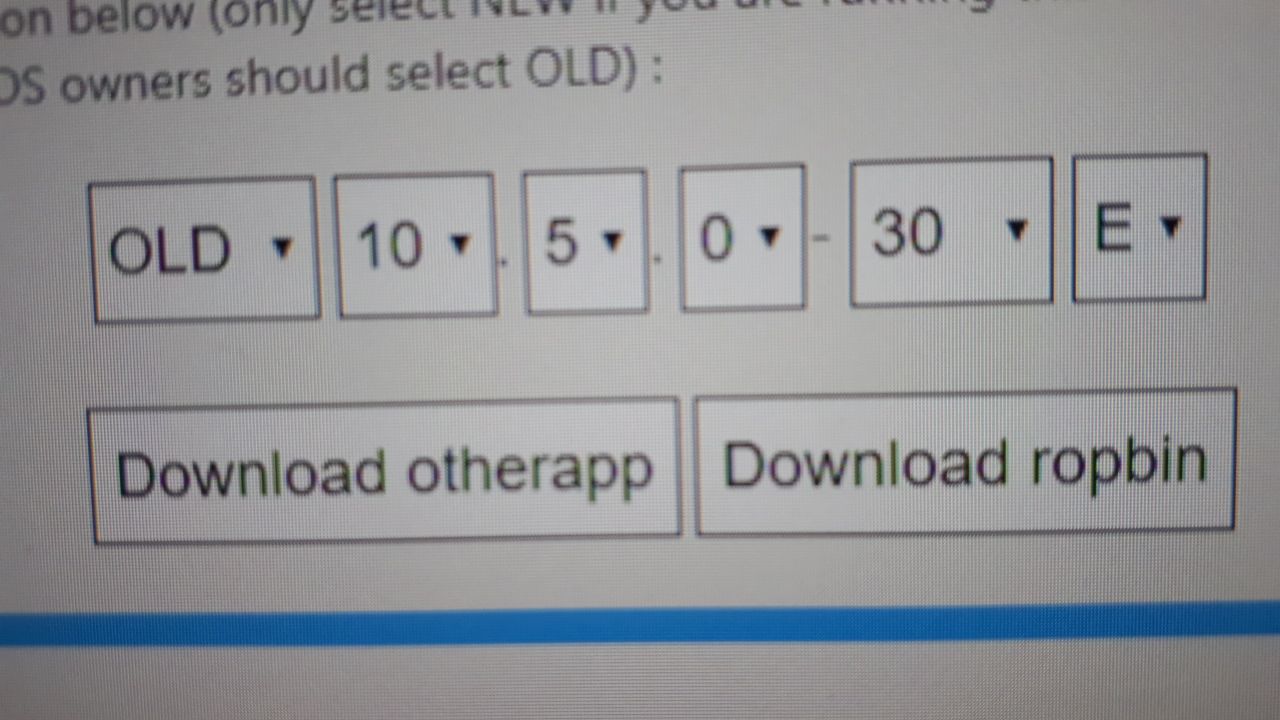 on below (only select NEW if you are running
DS owners should select OLD) :
OLD ▼ 10 ▼ . 5 ▼ . 0 ▼ - 30 ▼ E ▼
Download otherapp Download ropbin